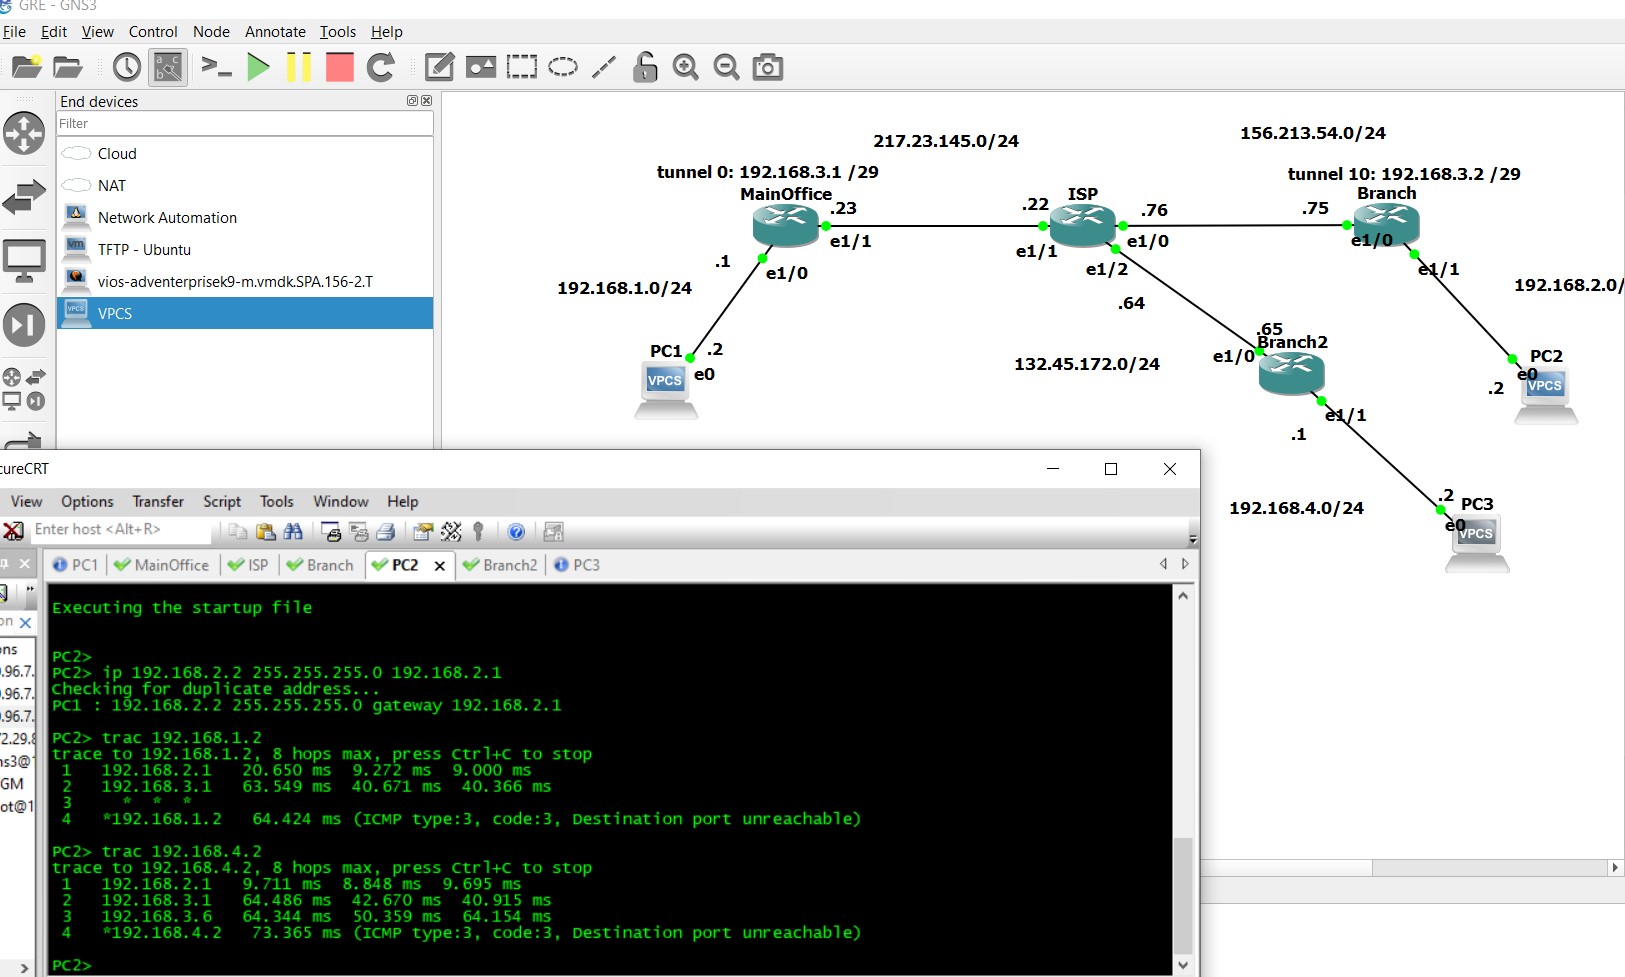 GRE - GNS3
File Edit View Control Node Annotate Tools Help
End devices
Filter
Cloud
NAT
Network Automation
TFTP - Ubuntu
vios-adventerprisek9-m.vmdk.SPA.156-2.T
VPCS
217.23.145.0/24
156.213.54.0/24
tunnel 0: 192.168.3.1 /29
tunnel 10: 192.168.3.2 /29
MainOffice
ISP
Branch
.23
.22
.76
.75
e1/1
e1/1
e1/0
e1/0
.1
e1/0
e1/2
e1/1
192.168.1.0/24
.64
192.168.2.0/
.65
Branch2
PC1
.2
e1/0
PC2
e0
132.45.172.0/24
e0
VPCS
VPCS
.2
e1/1
.1
.2
PC3
192.168.4.0/24
e0
VPCS
cureCRT
View Options Transfer Script Tools Window Help
Enter host <Alt+R>
PC1 MainOffice ISP Branch PC2 Branch2 PC3
Executing the startup file
PC2>
PC2> ip 192.168.2.2 255.255.255.0 192.168.2.1
Checking for duplicate address...
PC1 : 192.168.2.2 255.255.255.0 gateway 192.168.2.1
PC2> trac 192.168.1.2
trace to 192.168.1.2, 8 hops max, press Ctrl+C to stop
1 192.168.2.1 20.650 ms 9.272 ms 9.000 ms
2 192.168.3.1 63.549 ms 40.671 ms 40.366 ms
3 * * *
4 *192.168.1.2 64.424 ms (ICMP type:3, code:3, Destination port unreachable)
PC2> trac 192.168.4.2
trace to 192.168.4.2, 8 hops max, press Ctrl+C to stop
1 192.168.2.1 9.711 ms 8.848 ms 9.695 ms
2 192.168.3.1 64.486 ms 42.670 ms 40.915 ms
3 192.168.3.6 64.344 ms 50.359 ms 64.154 ms
4 *192.168.4.2 73.365 ms (ICMP type:3, code:3, Destination port unreachable)
PC2>